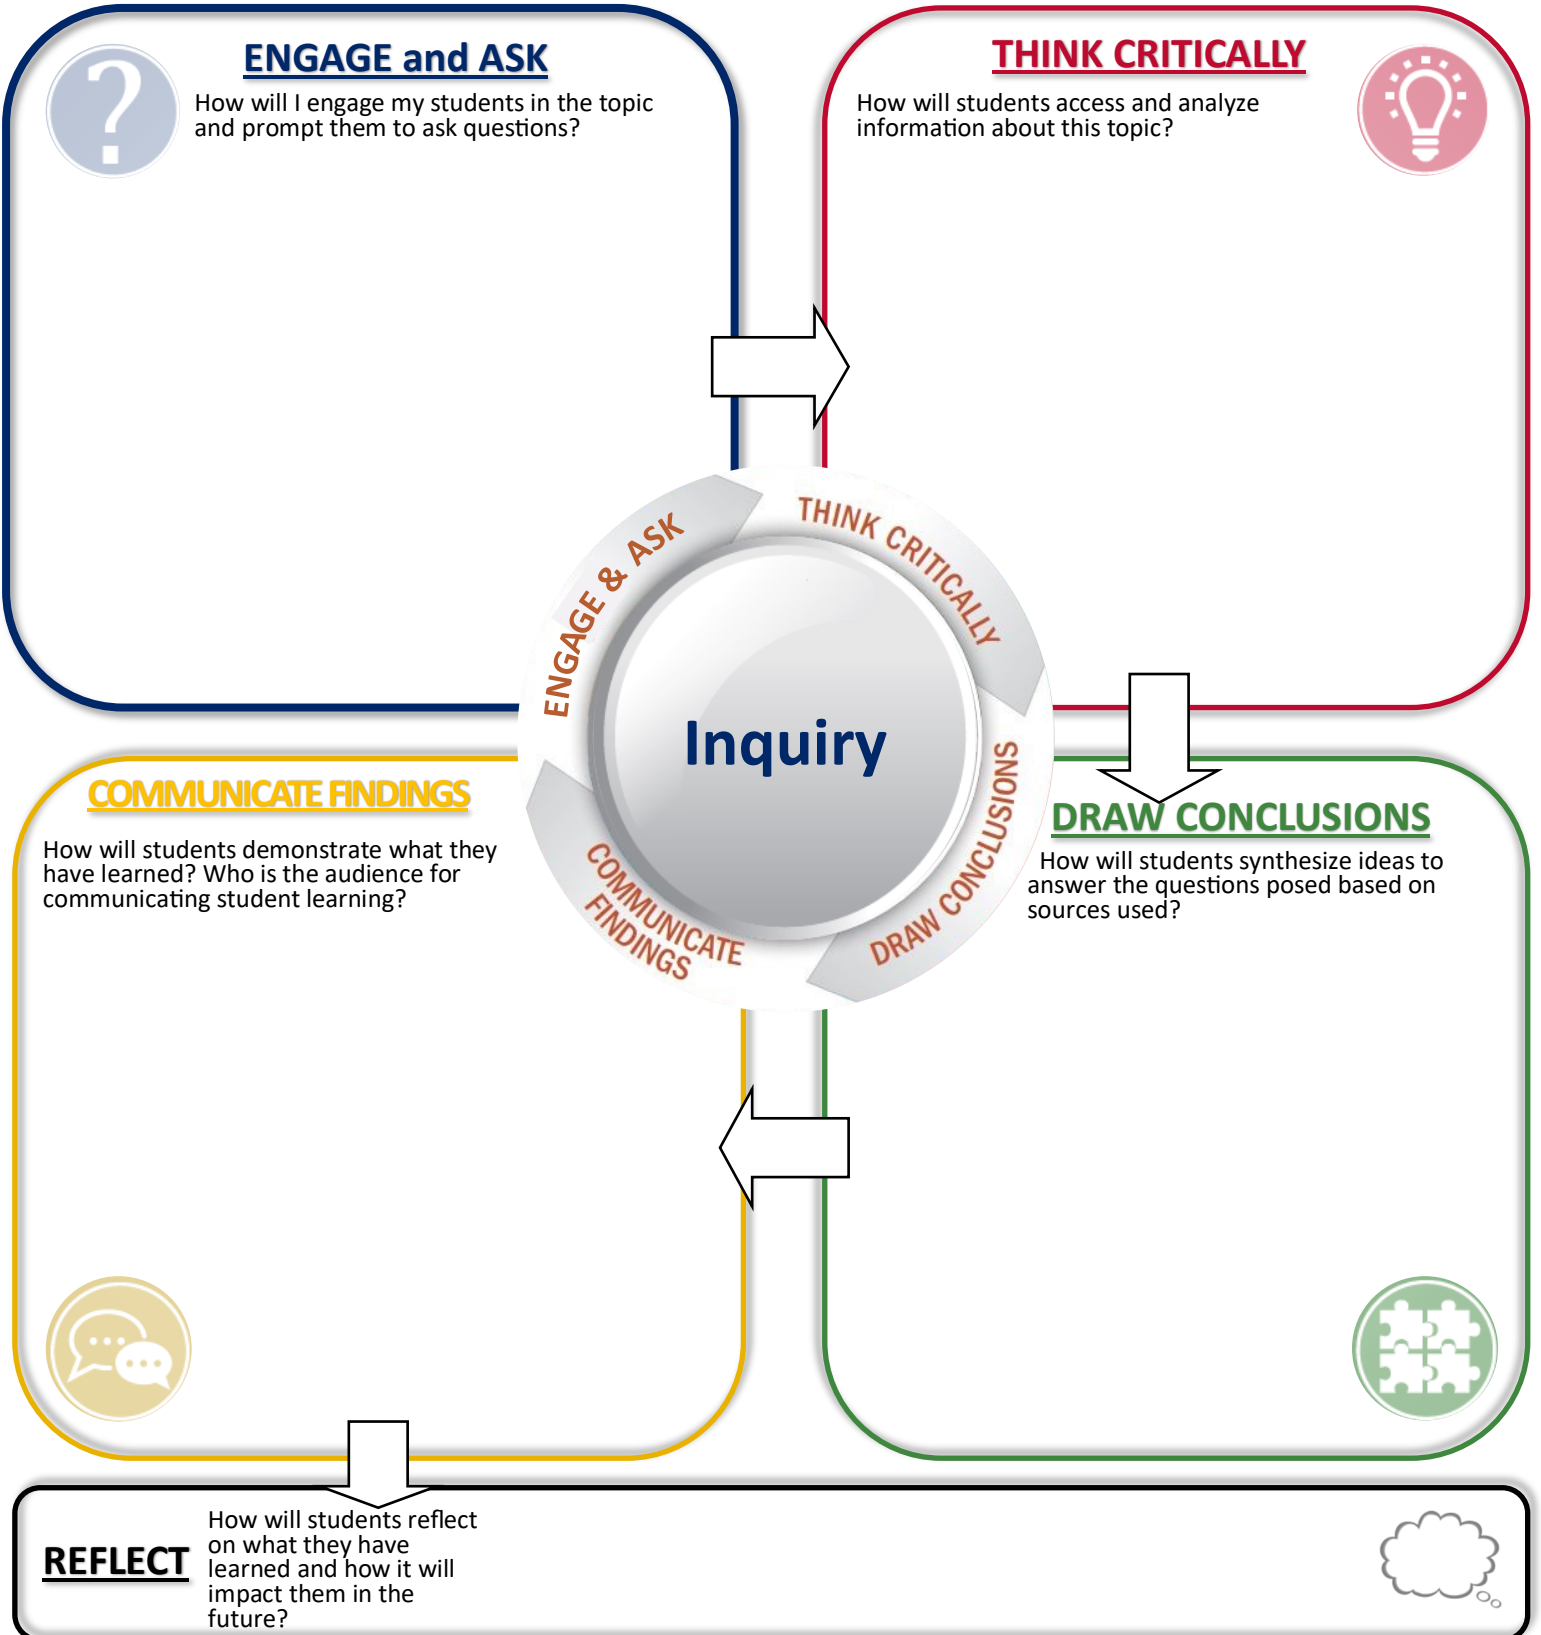 ENGAGE and ASK
How will I engage my students in the topic
and prompt them to ask questions?
THINK CRITICALLY
How will students access and analyze
information about this topic?
ENGAGE & ASK
THINK CRITICALLY
Inquiry
DRAW CONCLUSIONS
COMMUNICATE
FINDINGS
COMMUNICATE FINDINGS
How will students demonstrate what they
have learned? Who is the audience for
communicating student learning?
DRAW CONCLUSIONS
How will students synthesize ideas to
answer the questions posed based on
sources used?
REFLECT
How will students reflect
on what they have
learned and how it will
impact them in the
future?